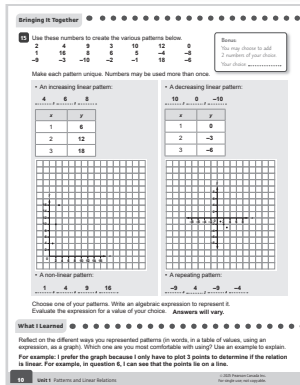 Bringing It Together
15 Use these numbers to create the various patterns below.
2 4 9 3 10 12 0
1 16 8 6 5 -4 -8
-9 -3 -10 -2 -1 18 -6
Bonus
You may choose to add
2 numbers of your choice.
Your choice
Make each pattern unique. Numbers may be used more than once.
• An increasing linear pattern:
4 , 6 , 8
x y
1 6
2 12
3 18
• A decreasing linear pattern:
10 , 0 , -10
x y
1 0
2 -3
3 -6
• A non-linear pattern:
1 , 4 , 9 , 16
• A repeating pattern:
-9 , 4 , -9 , -4
Choose one of your patterns. Write an algebraic expression to represent it.
Evaluate the expression for a value of your choice. Answers will vary.
What I Learned
Reflect on the different ways you represented patterns (in words, in a table of values, using an
expression, as a graph). Which one are you most comfortable with using? Use an example to explain.
For example: I prefer the graph because I only have to plot 3 points to determine if the relation
is linear. For example, in question 6, I can see that the points lie on a line.
10 Unit 1 Patterns and Linear Relations
© 2023 Pearson Canada Inc.
For single use, not copyable